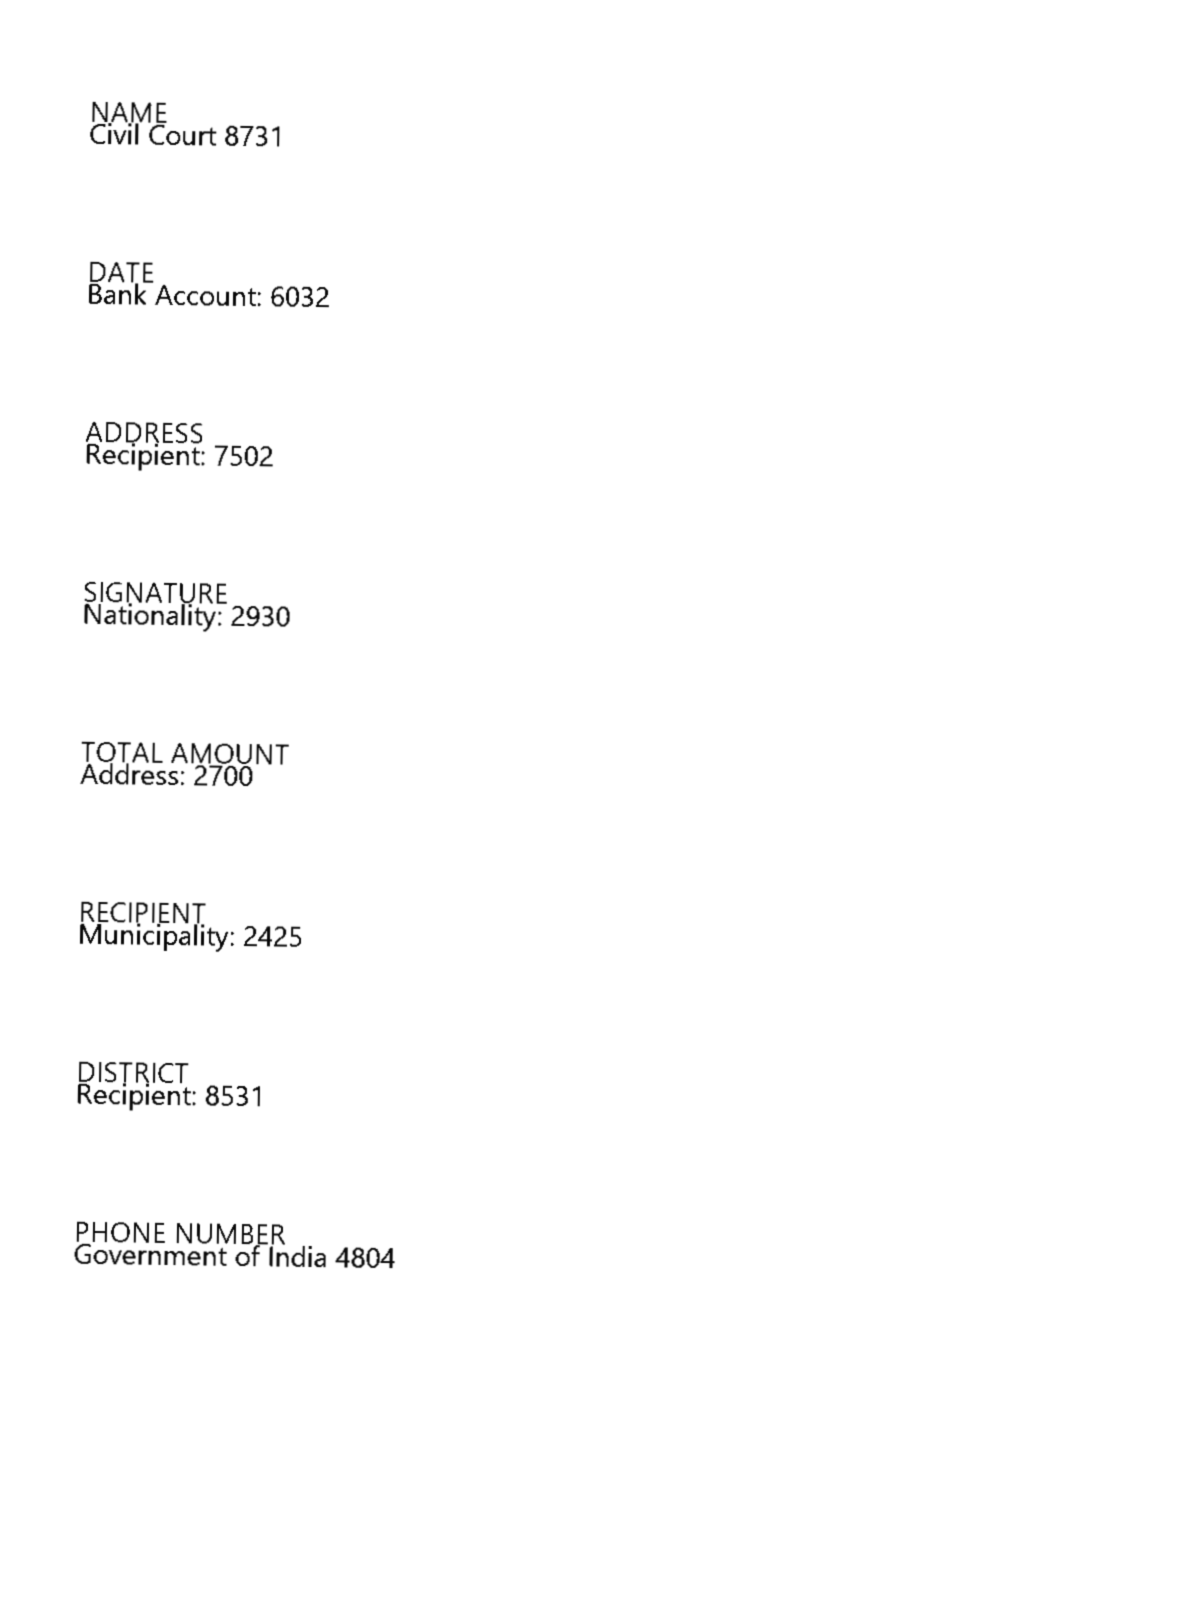 NAME
Civil Court 8731
DATE
Bank Account: 6032
ADDRESS
Recipient: 7502
SIGNATURE
Nationality: 2930
TOTAL AMOUNT
Address: 2700
RECIPIENT
Municipality: 2425
DISTRICT
Recipient: 8531
PHONE NUMBER
Government of India 4804